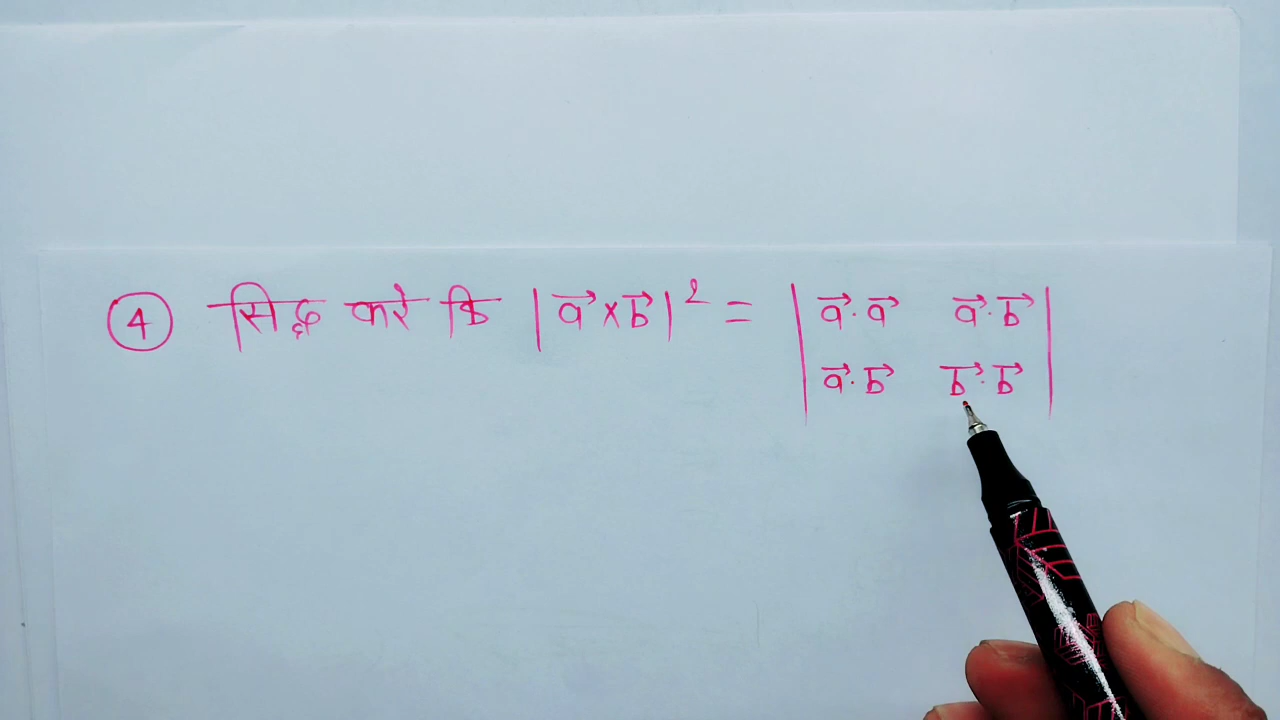 ④ सिद्ध करे कि |a⃗ × b⃗|² = | a⃗·a⃗ a⃗·b⃗ |
| a⃗·b⃗ b⃗·b⃗ |